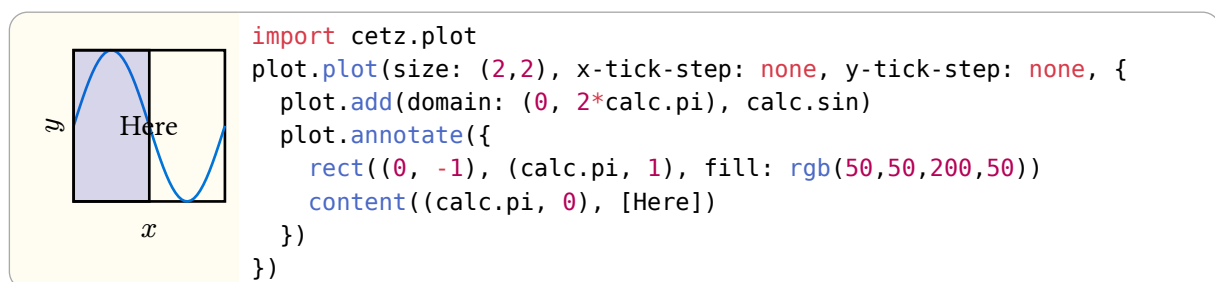 y
Here
x
import cetz.plot
plot.plot(size: (2,2), x-tick-step: none, y-tick-step: none, {
  plot.add(domain: (0, 2*calc.pi), calc.sin)
  plot.annotate({
    rect((0, -1), (calc.pi, 1), fill: rgb(50,50,200,50))
    content((calc.pi, 0), [Here])
  })
})